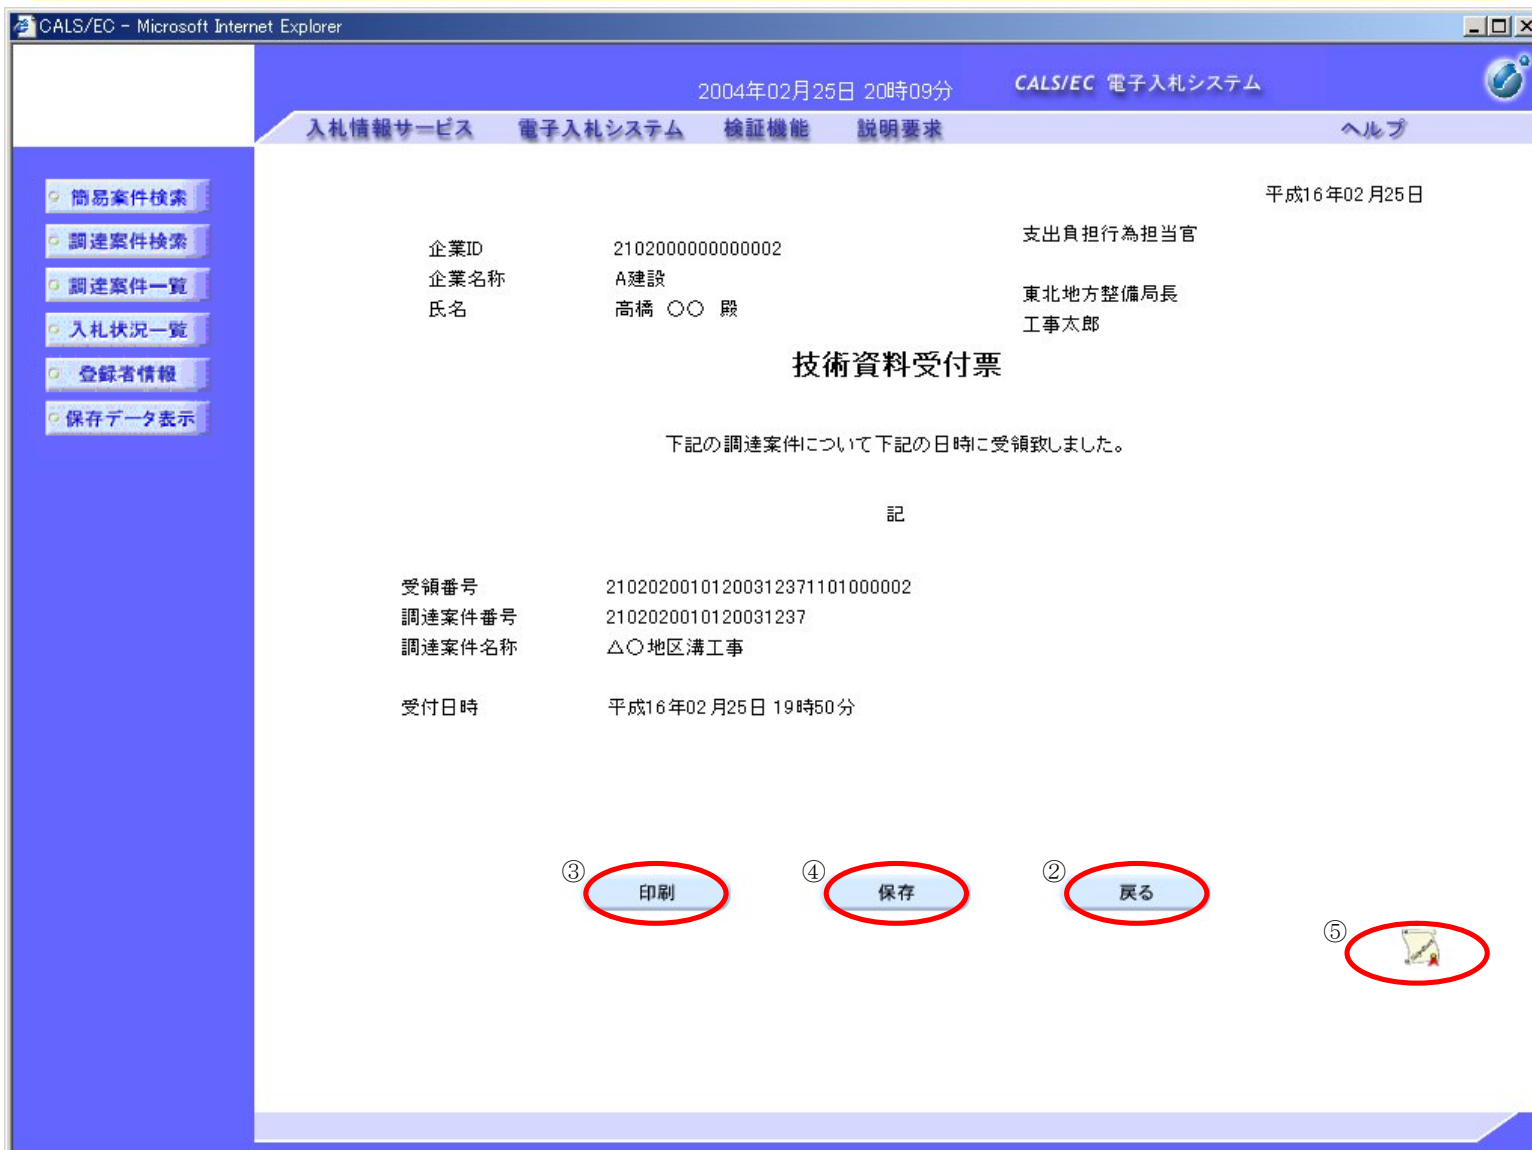 CALS/EC - Microsoft Internet Explorer
2004年02月25日 20時09分
CALS/EC 電子入札システム
入札情報サービス 電子入札システム 検証機能 説明要求 ヘルプ
簡易案件検索
調達案件検索
調達案件一覧
入札状況一覧
登録者情報
保存データ表示
平成16年02月25日
企業ID 2102000000000002
企業名称 A建設
氏名 高橋 〇〇 殿
支出負担行為担当官
東北地方整備局長
工事太郎
技術資料受付票
下記の調達案件について下記の日時に受領致しました。
記
受領番号 21020200101200312371101000002
調達案件番号 2102020010120031237
調達案件名称 △〇地区溝工事
受付日時 平成16年02月25日 19時50分
③ 印刷 ④ 保存 ② 戻る
⑤